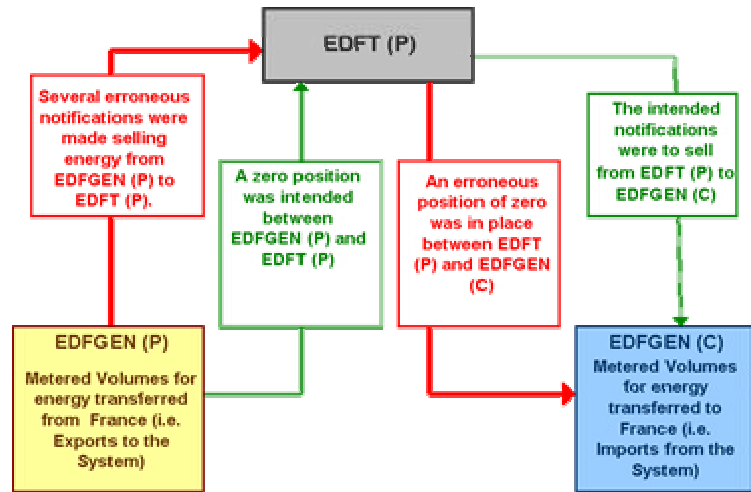 EDFT (P)
Several erroneous
notifications were
made selling
energy from
EDFGEN (P) to
EDFT (P).
A zero position
was intended
between
EDFGEN (P) and
EDFT (P)
An erroneous
position of zero
was in place
between EDFT
(P) and EDFGEN
(C)
The intended
notifications
were to sell
from EDFT (P) to
EDFGEN (C)
EDFGEN (P)
Metered Volumes for
energy transferred
from France (i.e.
Exports to the
System)
EDFGEN (C)
Metered Volumes
for energy
transferred to
France (i.e.
Imports from the
System)